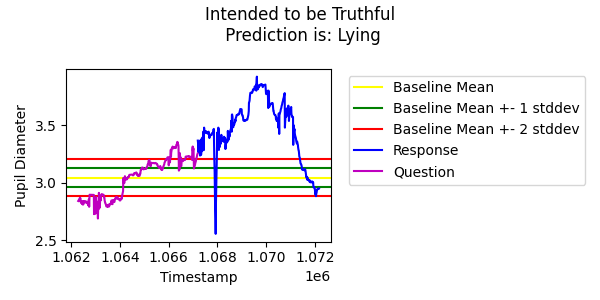 Intended to be Truthful
Prediction is: Lying
Pupil Diameter
3.5
3.0
2.5
1.062 1.064 1.066 1.068 1.070 1.072
1e6
Timestamp
Baseline Mean
Baseline Mean +- 1 stddev
Baseline Mean +- 2 stddev
Response
Question